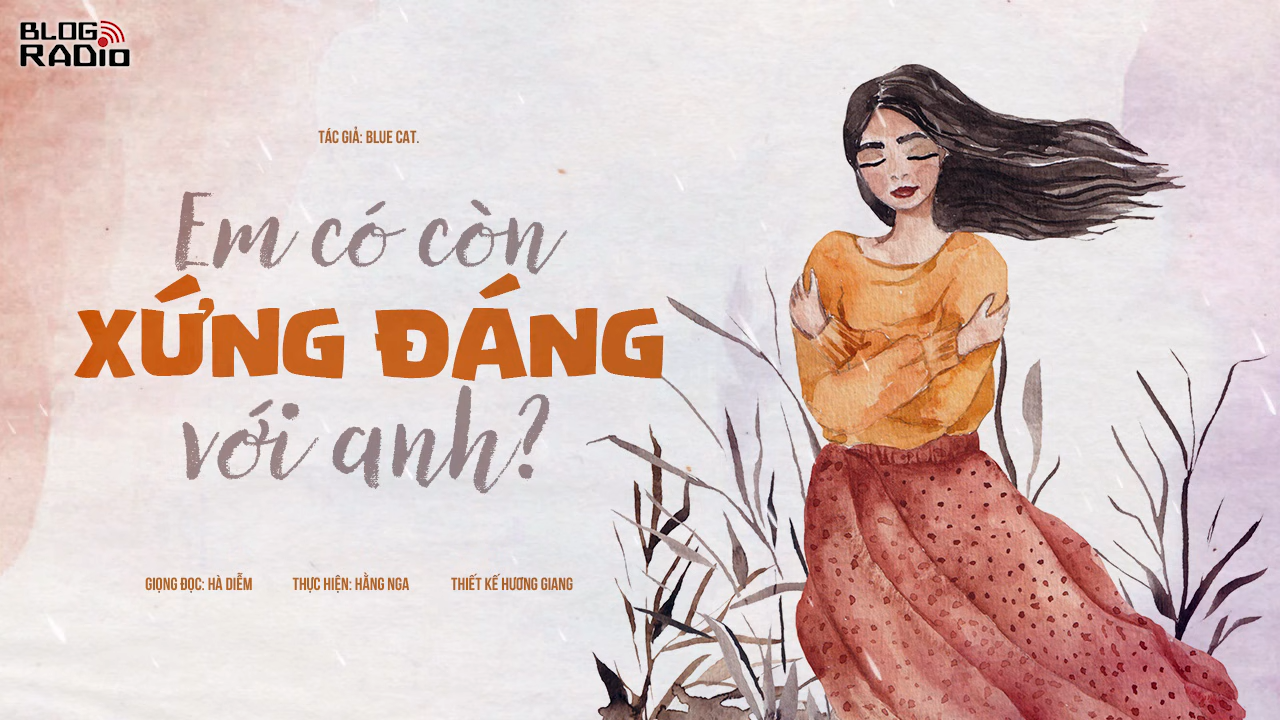 BLOG
RADIO
TÁC GIẢ: BLUE CAT.
Em có còn
XỨNG ĐÁNG
với anh?
GIỌNG ĐỌC: HÀ DIỄM THỰC HIỆN: HẰNG NGA THIẾT KẾ HƯƠNG GIANG